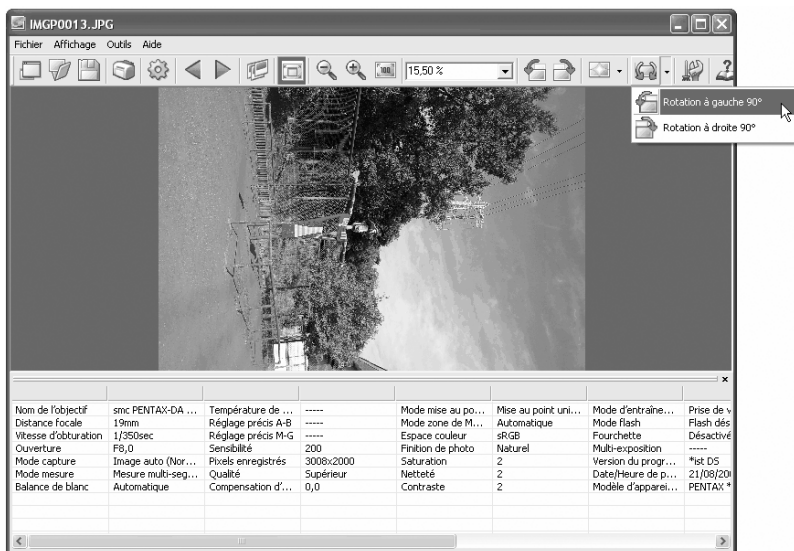 IMGP0013.JPG
Fichier Affichage Outils Aide
100 15,50 %
Rotation à gauche 90°
Rotation à droite 90°
Nom de l'objectif smc PENTAX-DA ... Température de ... ----- Mode mise au po... Mise au point uni... Mode d'entraîne... Prise de v
Distance focale 19mm Réglage précis A-B ----- Mode zone de M... Automatique Mode flash Flash dés
Vitesse d'obturation 1/350sec Réglage précis M-G ----- Espace couleur sRGB Fourchette Désactivé
Ouverture F8,0 Sensibilité 200 Finition de photo Naturel Multi-exposition -----
Mode capture Image auto (Nor... Pixels enregistrés 3008x2000 Saturation 2 Version du progr... *ist DS
Mode mesure Mesure multi-seg... Qualité Supérieur Netteté 2 Date/Heure de p... 21/08/20
Balance de blanc Automatique Compensation d'... 0,0 Contraste 2 Modèle d'apparei... PENTAX *